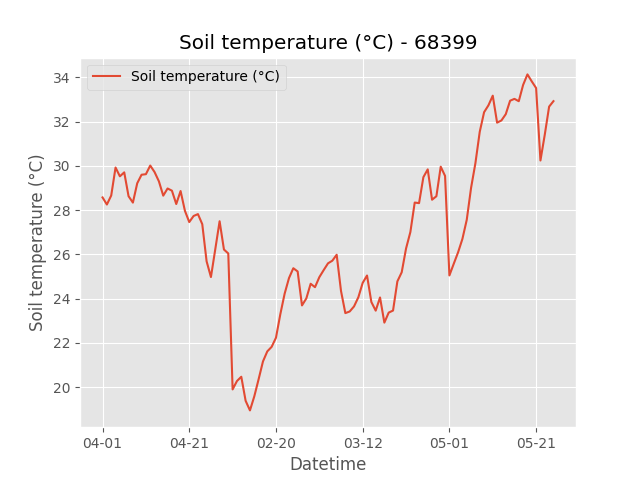 Soil temperature (°C) - 68399
Soil temperature (°C)
34
32
30
28
26
24
22
20
Soil temperature (°C)
04-01 04-21 02-20 03-12 05-01 05-21
Datetime